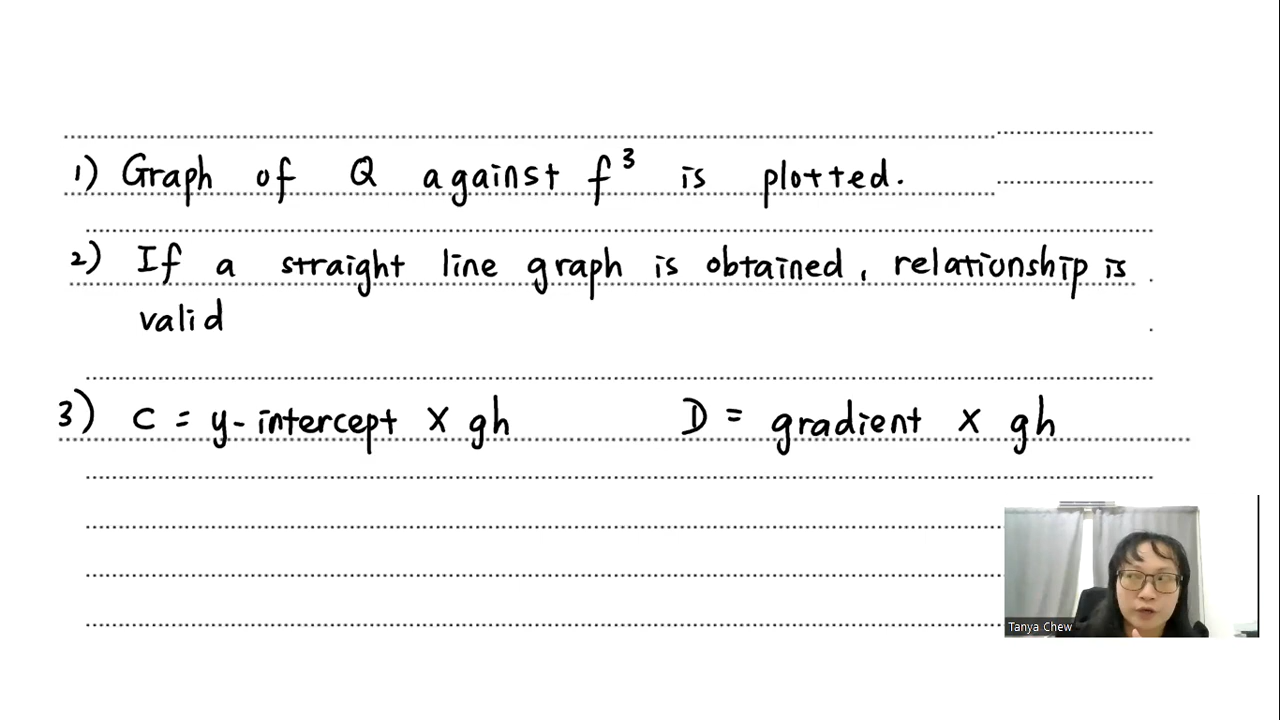 1) Graph of Q against f³ is plotted.
2) If a straight line graph is obtained, relationship is
valid
3) C = y-intercept × gh D = gradient × gh
Tanya Chew